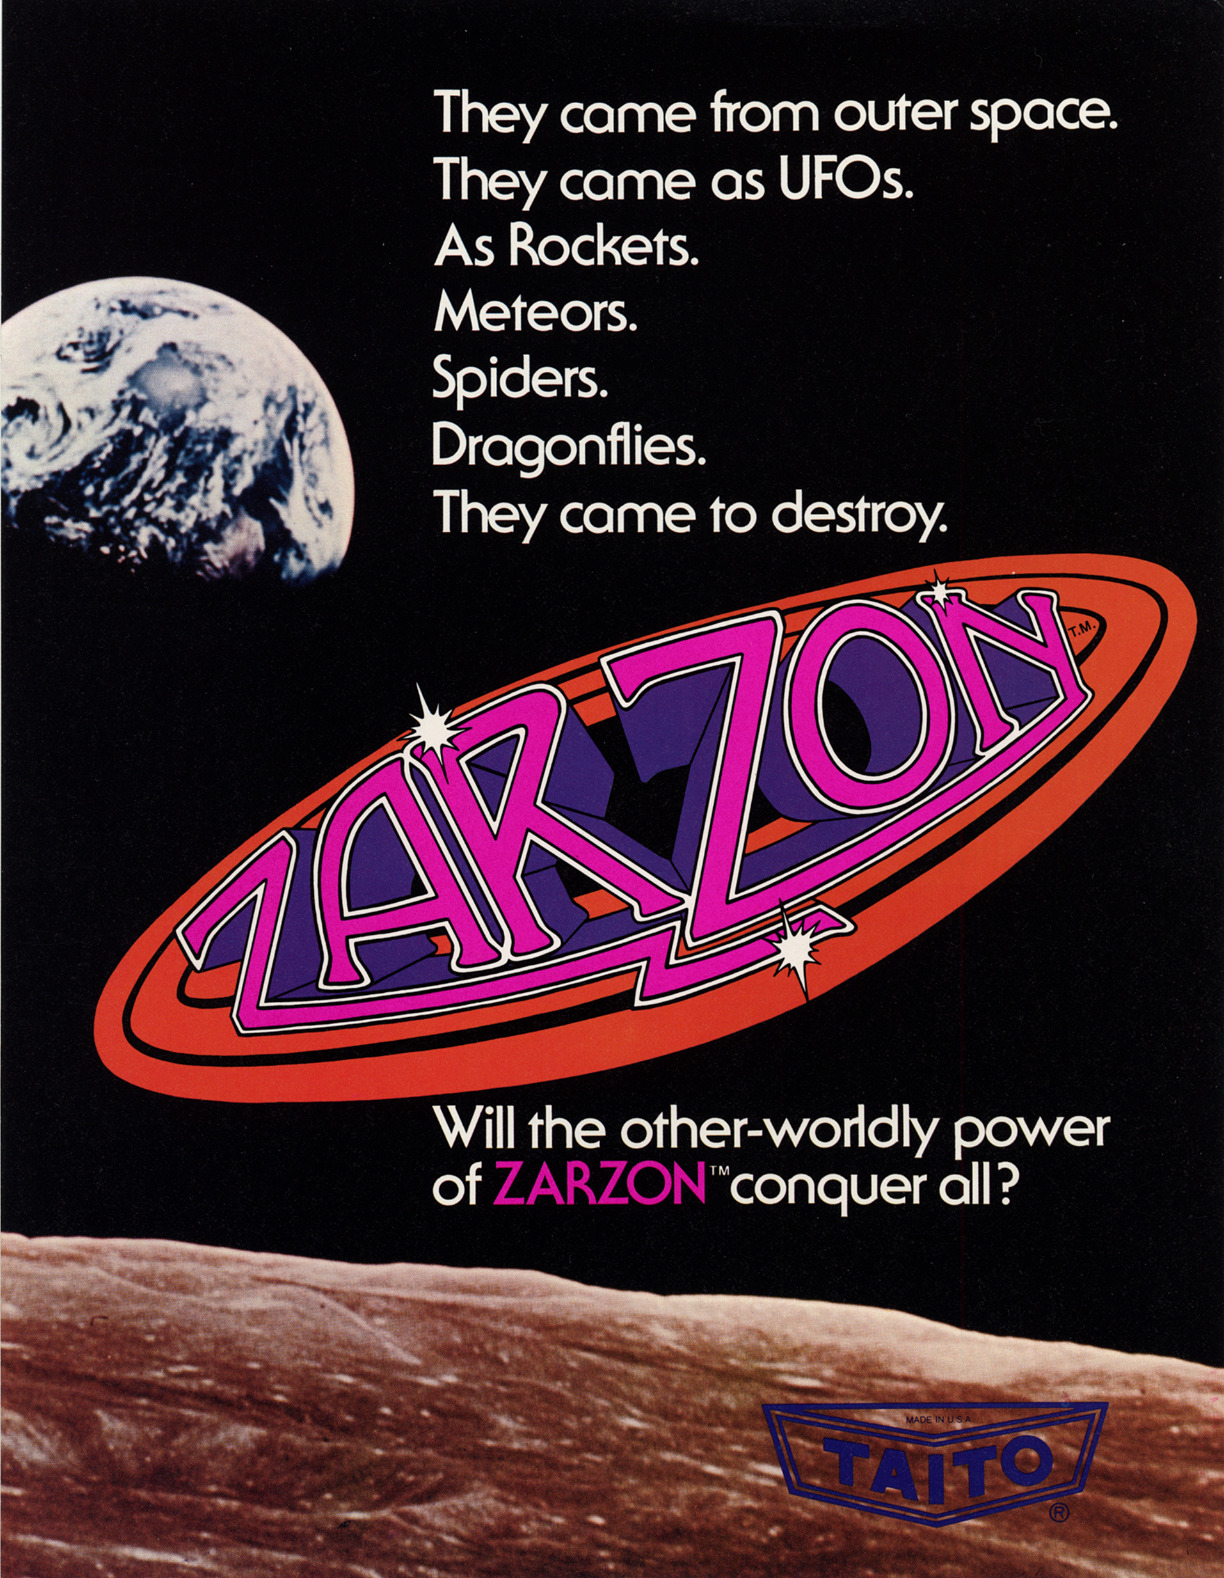 They came from outer space.
They came as UFOs.
As Rockets.
Meteors.
Spiders.
Dragonflies.
They came to destroy.
ZARZON T.M.
Will the other-worldly power
of ZARZON™ conquer all?
MADE IN U.S.A.
TAITO
®